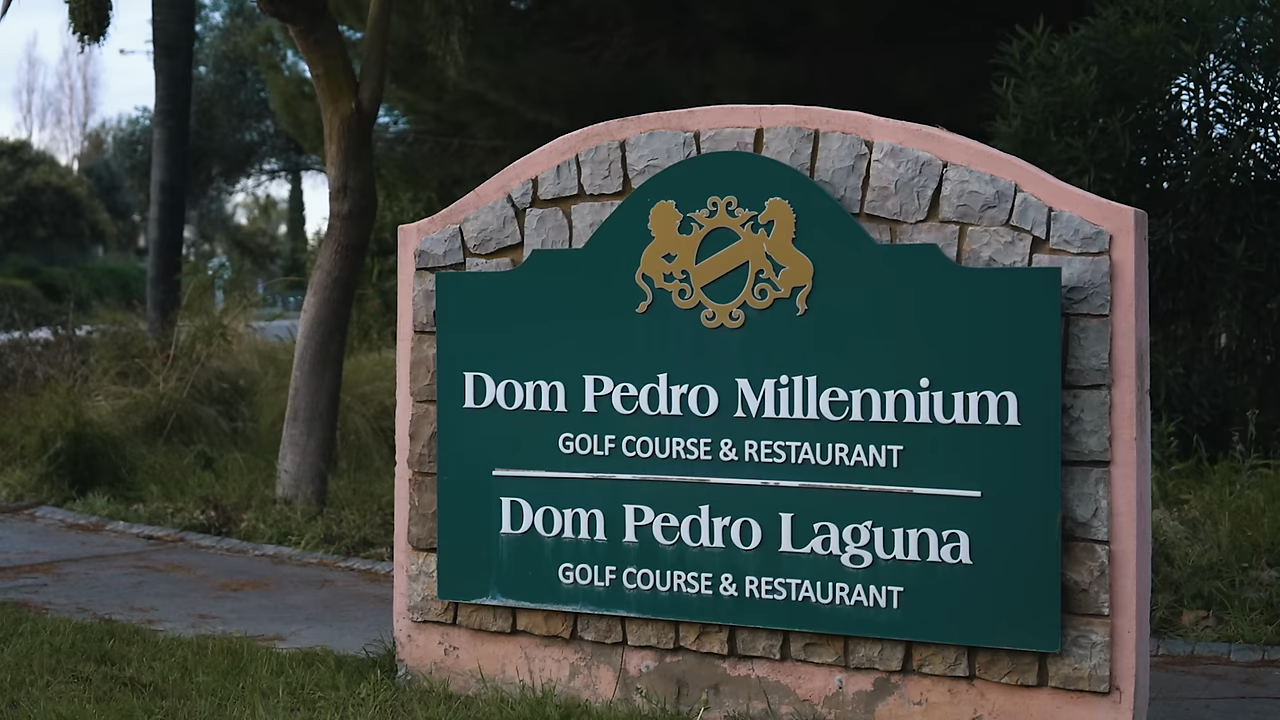 Dom Pedro Millennium
GOLF COURSE & RESTAURANT
Dom Pedro Laguna
GOLF COURSE & RESTAURANT